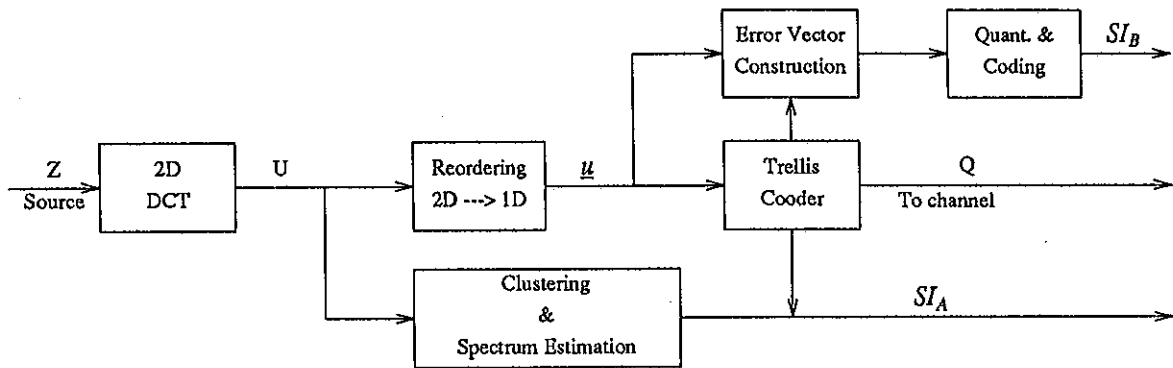 Error Vector
Construction
Quant. &
Coding
SI_B
Z
Source
2D
DCT
U
Reordering
2D ---> 1D
u
Trellis
Cooder
Q
To channel
Clustering
&
Spectrum Estimation
SI_A